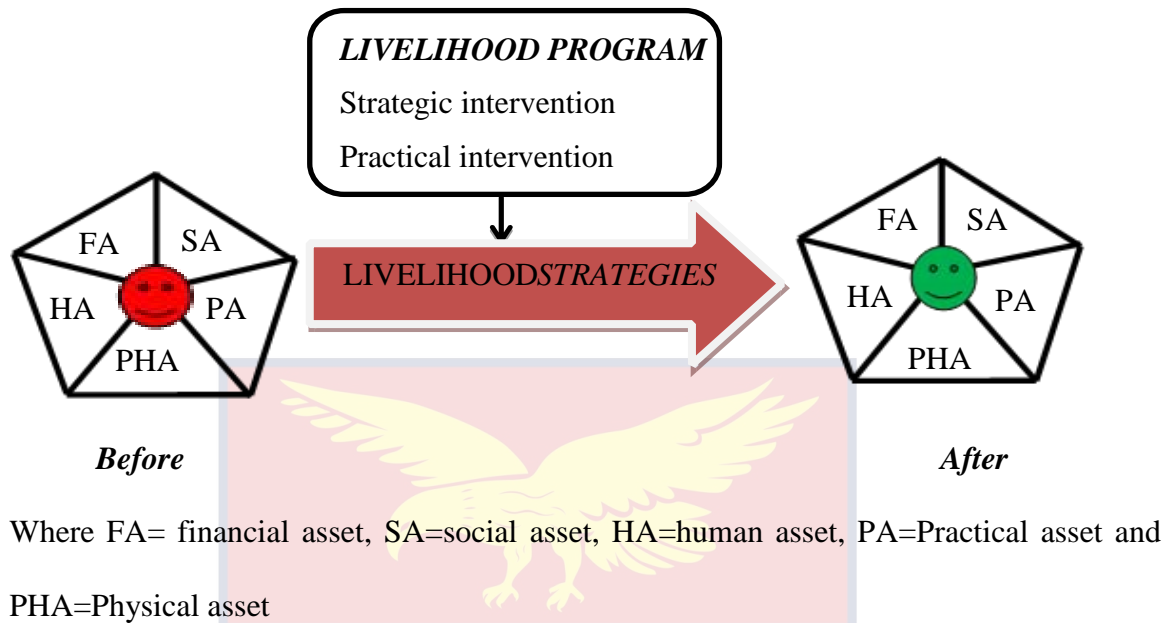 LIVELIHOOD PROGRAM
Strategic intervention
Practical intervention
FA
SA
HA
PA
PHA
LIVELIHOODSTRATEGIES
FA
SA
HA
PA
PHA
Before
After
Where FA= financial asset, SA=social asset, HA=human asset, PA=Practical asset and
PHA=Physical asset